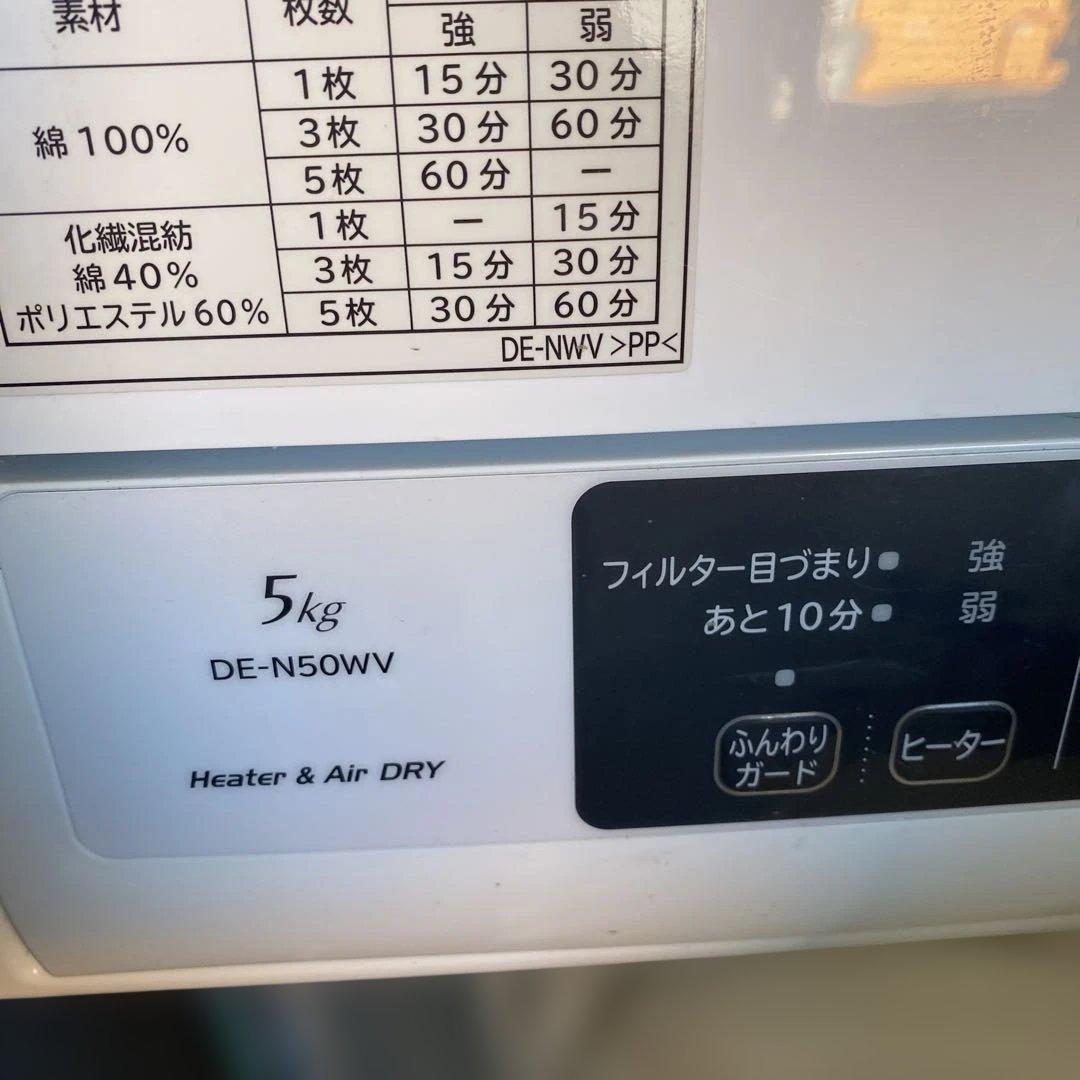 素材 枚数
強 弱
1枚 15分 30分
綿100% 3枚 30分 60分
5枚 60分 —
1枚 — 15分
化繊混紡
綿40% 3枚 15分 30分
ポリエステル60% 5枚 30分 60分
DE-NWV >PP<
5kg
DE-N50WV
Heater & Air DRY
フィルター目づまり 強
あと10分 弱
ふんわり
ガード
ヒーター